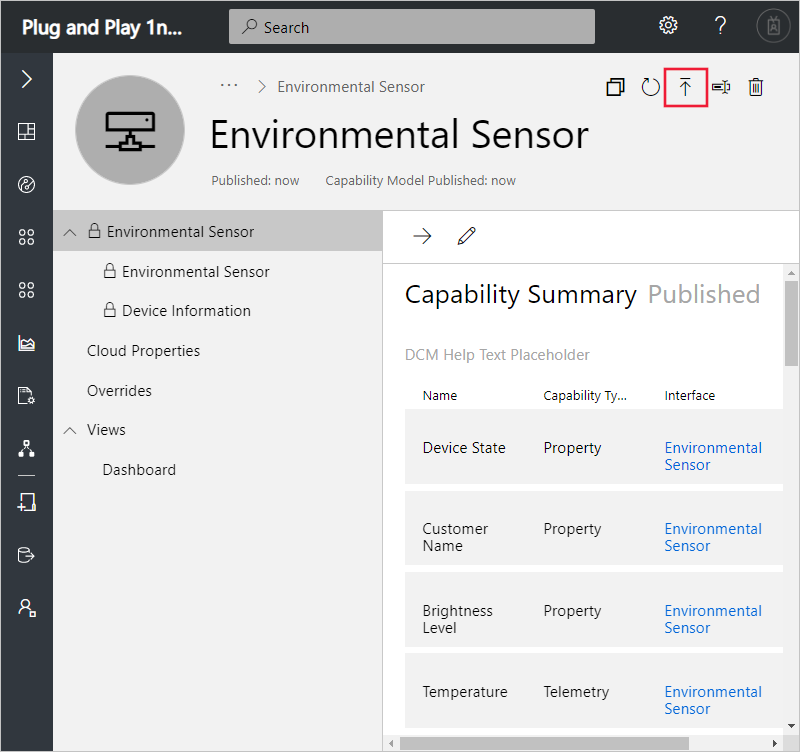 Plug and Play 1n...
Search
?
... > Environmental Sensor
Environmental Sensor
Published: now Capability Model Published: now
Environmental Sensor
Environmental Sensor
Device Information
Cloud Properties
Overrides
Views
Dashboard
Capability Summary Published
DCM Help Text Placeholder
Name Capability Ty... Interface
Device State Property Environmental
Sensor
Customer Property Environmental
Name Sensor
Brightness Property Environmental
Level Sensor
Temperature Telemetry Environmental
Sensor